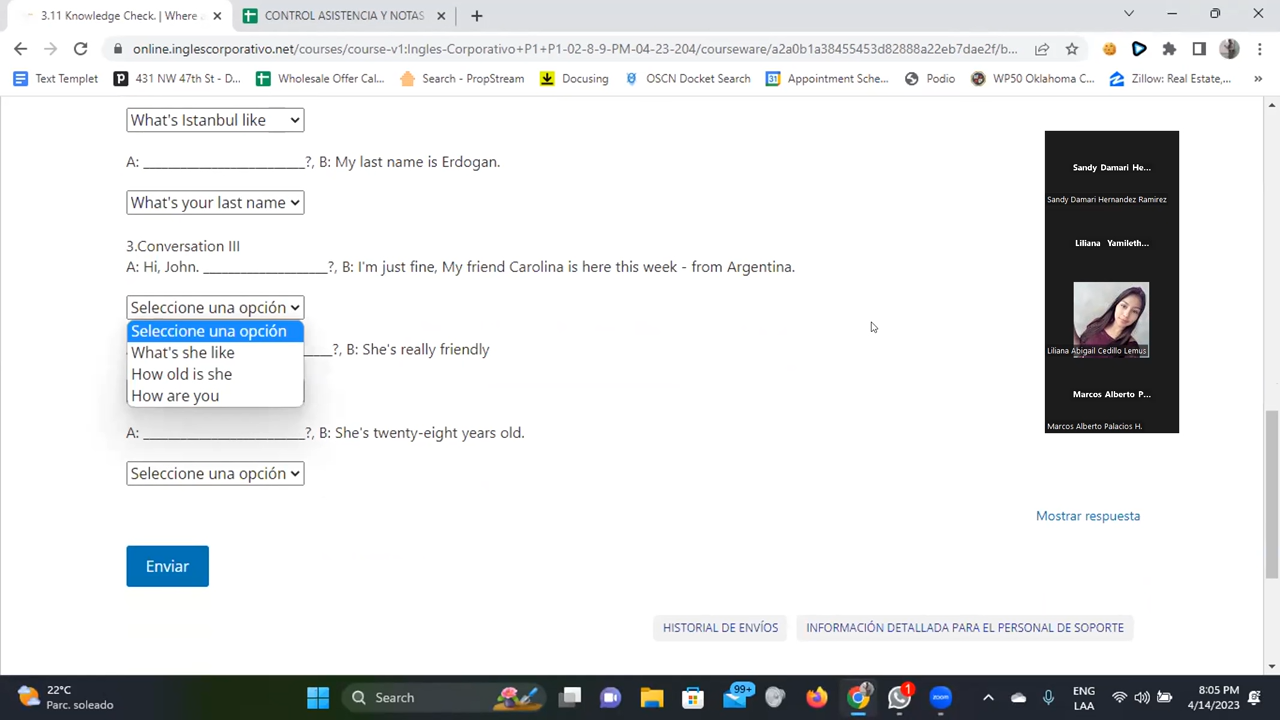 3.11 Knowledge Check. | Where
CONTROL ASISTENCIA Y NOTAS
online.inglescorporativo.net/courses/course-v1:Ingles-Corporativo+P1+P1-02-8-9-PM-04-23-204/courseware/a2a0b1a38455453d82888a22eb7dae2f/b...
Text Templet
431 NW 47th St - D...
Wholesale Offer Cal...
Search - PropStream
Docusing
OSCN Docket Search
Appointment Sche...
Podio
WP50 Oklahoma C...
Zillow: Real Estate,...
What's Istanbul like
A: _________________________?, B: My last name is Erdogan.
What's your last name
3.Conversation III
A: Hi, John. ___________________?, B: I'm just fine, My friend Carolina is here this week - from Argentina.
Seleccione una opción
Seleccione una opción
What's she like
How old is she
How are you
____?, B: She's really friendly
A: _________________________?, B: She's twenty-eight years old.
Seleccione una opción
Mostrar respuesta
Enviar
HISTORIAL DE ENVÍOS
INFORMACIÓN DETALLADA PARA EL PERSONAL DE SOPORTE
Sandy Damari He...
Sandy Damari Hernandez Ramirez
Liliana Yamileth...
Liliana Abigail Cedillo Lemus
Marcos Alberto P...
Marcos Alberto Palacios H.
22°C
Parc. soleado
Search
99+
1
ENG
LAA
8:05 PM
4/14/2023